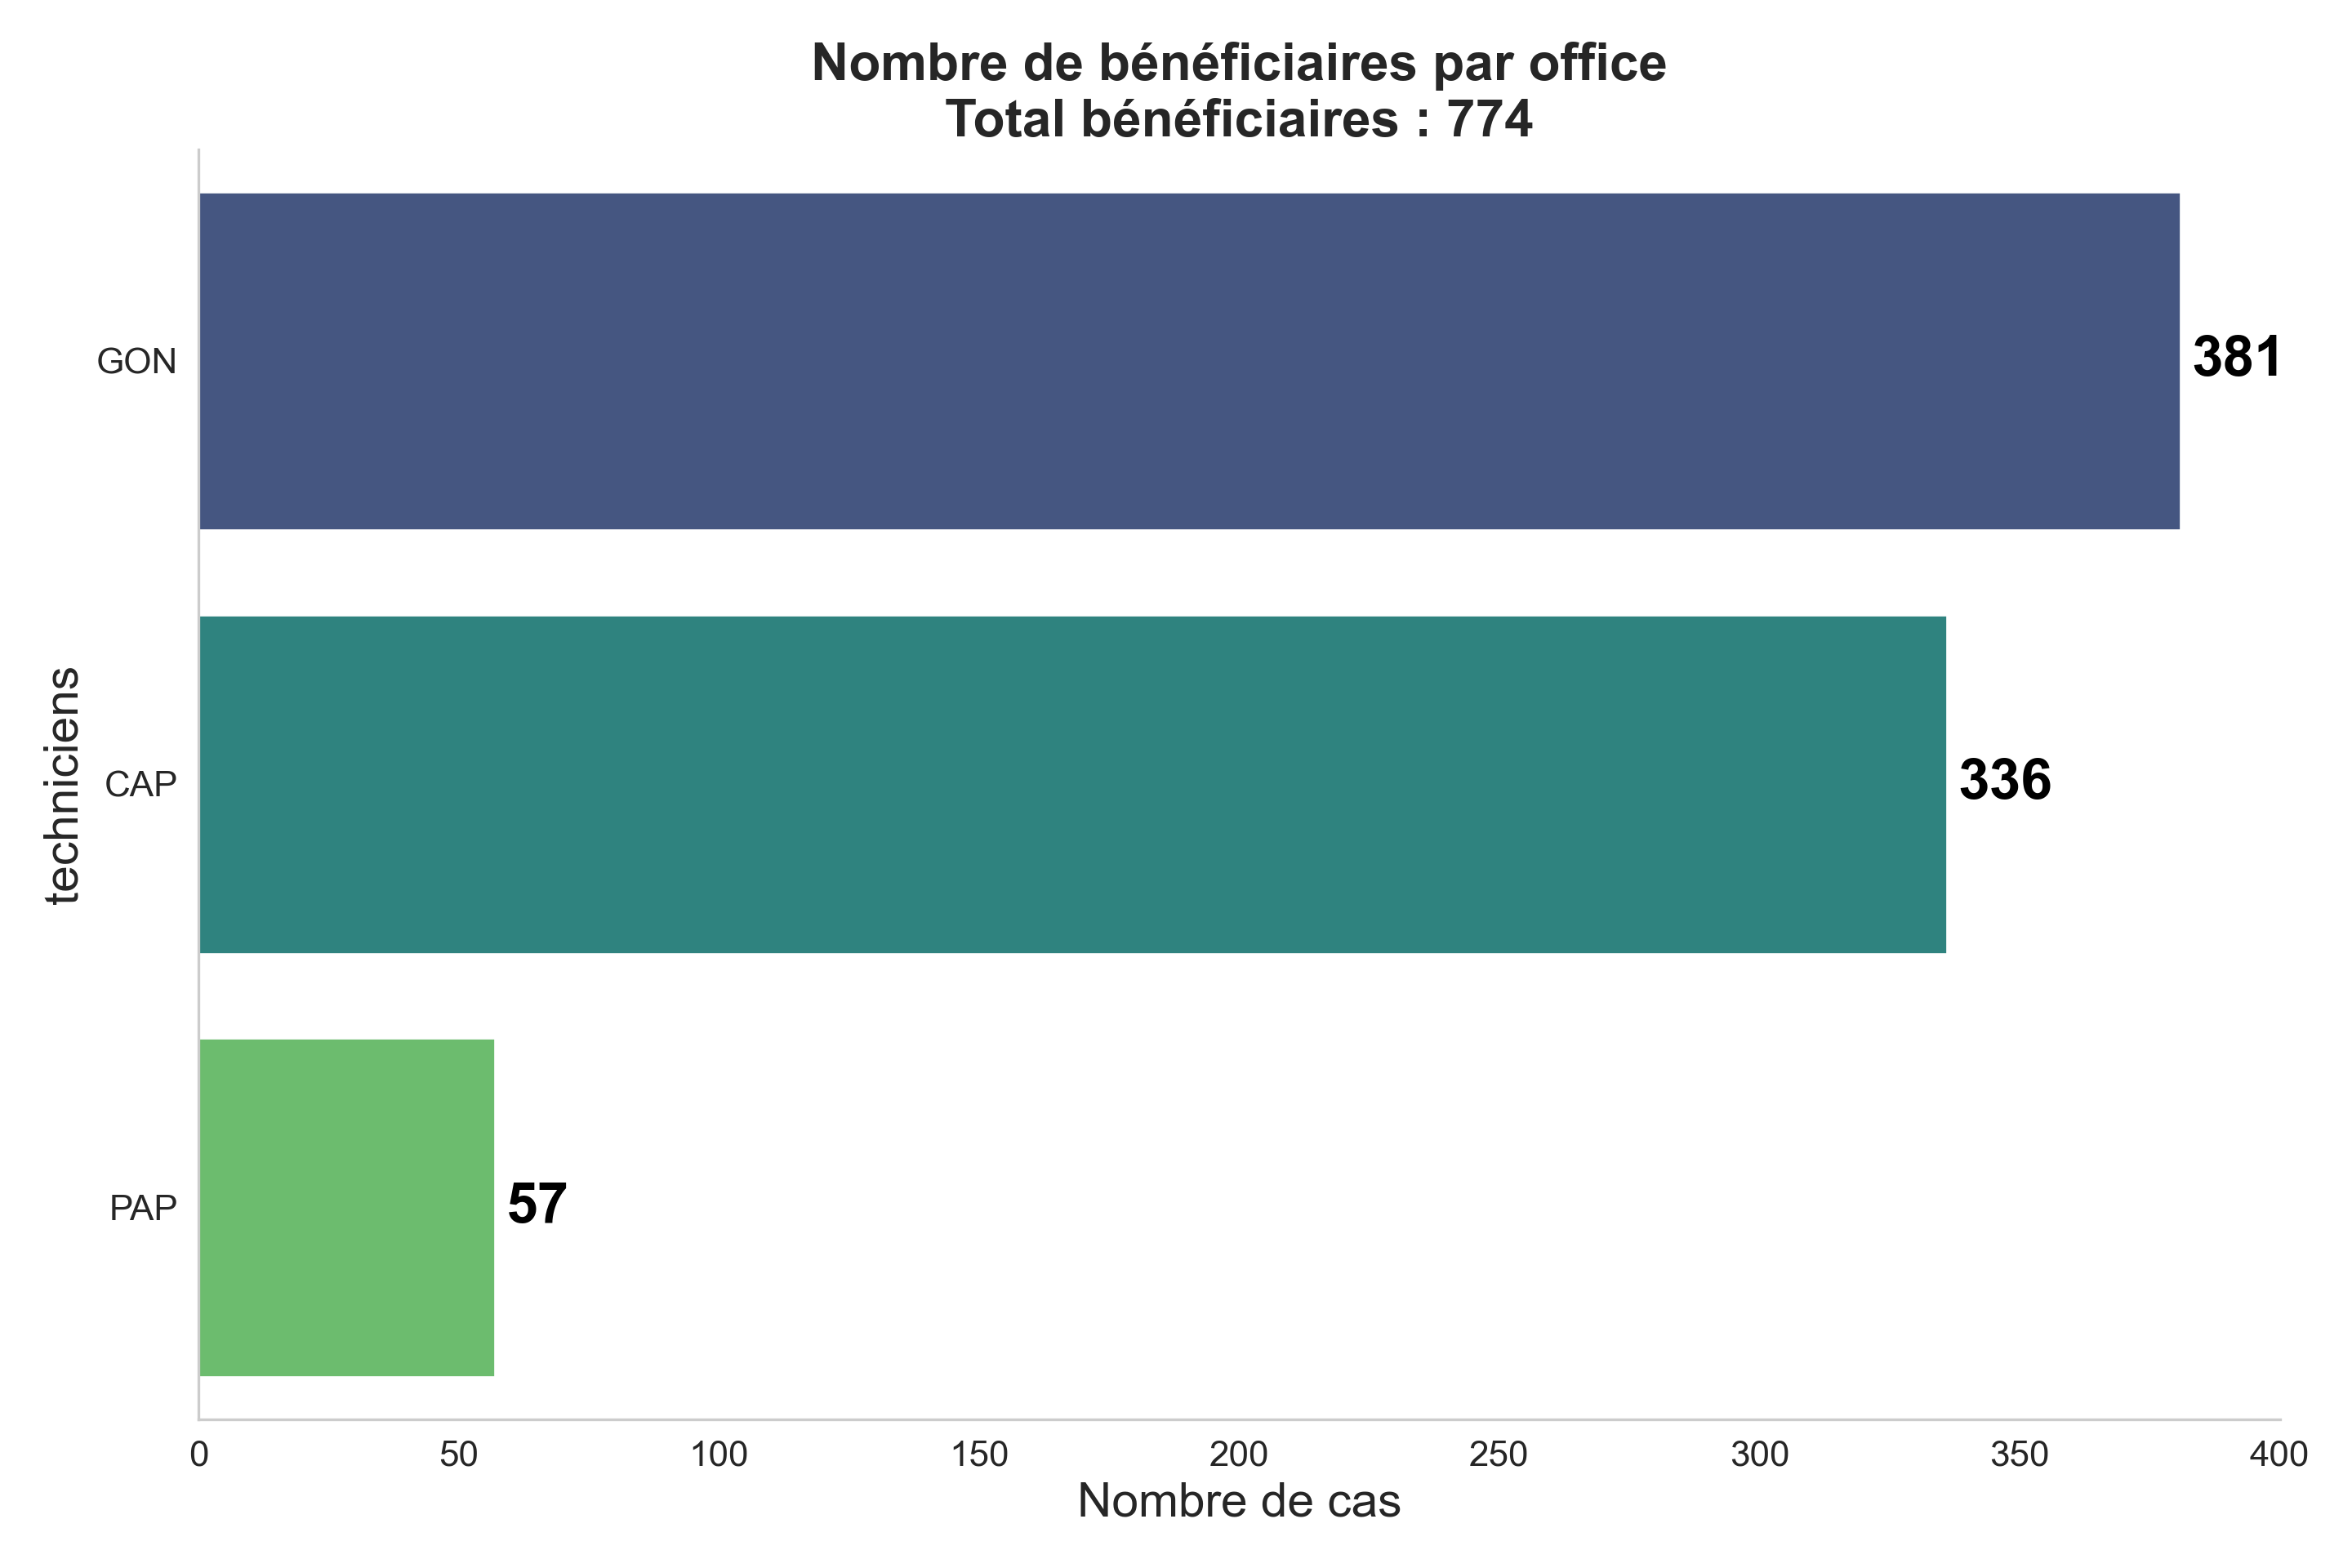 Nombre de bénéficiaires par office
Total bénéficiaires : 774
GON
381
techniciens
CAP
336
PAP
57
0 50 100 150 200 250 300 350 400
Nombre de cas